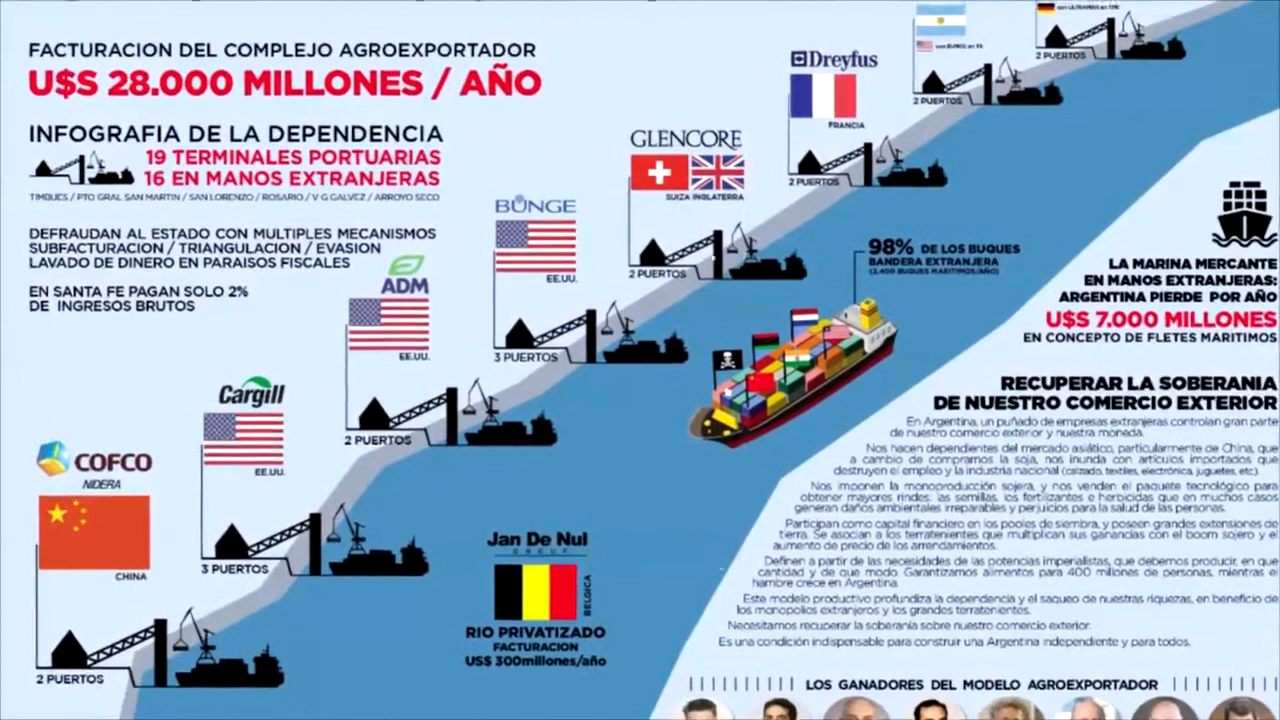 FACTURACION DEL COMPLEJO AGROEXPORTADOR
U$S 28.000 MILLONES / AÑO
INFOGRAFIA DE LA DEPENDENCIA
19 TERMINALES PORTUARIAS
16 EN MANOS EXTRANJERAS
TIMBUES / PTO GRAL SAN MARTIN / SAN LORENZO / ROSARIO / V G GALVEZ / ARROYO SECO
DEFRAUDAN AL ESTADO CON MULTIPLES MECANISMOS
SUBFACTURACION / TRIANGULACION / EVASION
LAVADO DE DINERO EN PARAISOS FISCALES
EN SANTA FE PAGAN SOLO 2%
DE INGRESOS BRUTOS
COFCO
NIDERA
CHINA
2 PUERTOS
Cargill
EE.UU.
3 PUERTOS
ADM
EE.UU.
2 PUERTOS
BUNGE
EE.UU.
3 PUERTOS
GLENCORE
SUIZA INGLATERRA
2 PUERTOS
Dreyfus
FRANCIA
2 PUERTOS
con BUNGE en
2 PUERTOS
2 PUERTOS
98% DE LOS BUQUES
BANDERA EXTRANJERA
(2.400 BUQUES MARITIMOS/AÑO)
Jan De Nul
GROUP
BELGICA
RIO PRIVATIZADO
FACTURACION
US$ 300millones/año
LA MARINA MERCANTE
EN MANOS EXTRANJERAS:
ARGENTINA PIERDE POR AÑO
U$S 7.000 MILLONES
EN CONCEPTO DE FLETES MARITIMOS
RECUPERAR LA SOBERANIA
DE NUESTRO COMERCIO EXTERIOR
En Argentina, un puñado de empresas extranjeras controlan gran parte
de nuestro comercio exterior y nuestra moneda.
Nos hacen dependientes del mercado asiático, particularmente de China, que
a cambio de comprarnos la soja, nos inunda con artículos importados que
destruyen el empleo y la industria nacional (calzado, textiles, electrónica, juguetes, etc).
Nos imponen la monoproducción sojera, y nos venden el paquete tecnológico para
obtener mayores rindes: las semillas, los fertilizantes e herbicidas que en muchos casos
generan daños ambientales irreparables y perjuicios para la salud de las personas.
Participan como capital financiero en los pooles de siembra, y poseen grandes extensiones de
tierra. Se asocian a los terratenientes que multiplican sus ganancias con el boom sojero y el
aumento de precio de los arrendamientos.
Definen a partir de las necesidades de las potencias imperialistas, que debemos producir, en que
cantidad y de que modo. Garantizamos alimentos para 400 millones de personas, mientras el
hambre crece en Argentina.
Este modelo productivo profundiza la dependencia y el saqueo de nuestras riquezas, en beneficio de
los monopolios extranjeros y los grandes terratenientes.
Necesitamos recuperar la soberanía sobre nuestro comercio exterior.
Es una condición indispensable para construir una Argentina independiente y para todos.
LOS GANADORES DEL MODELO AGROEXPORTADOR